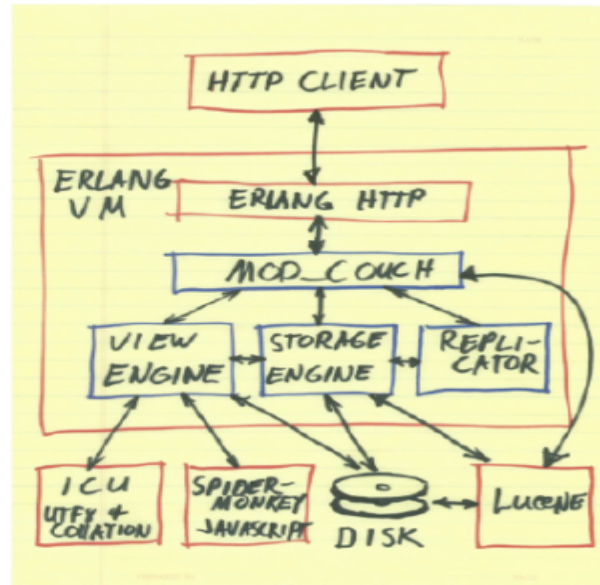 HTTP CLIENT
ERLANG
VM
ERLANG HTTP
MOD_COUCH
VIEW
ENGINE
STORAGE
ENGINE
REPLI-
CATOR
ICU
UTFX &
COLLATION
SPIDER-
MONKEY
JAVASCRIPT
DISK
LUCENE